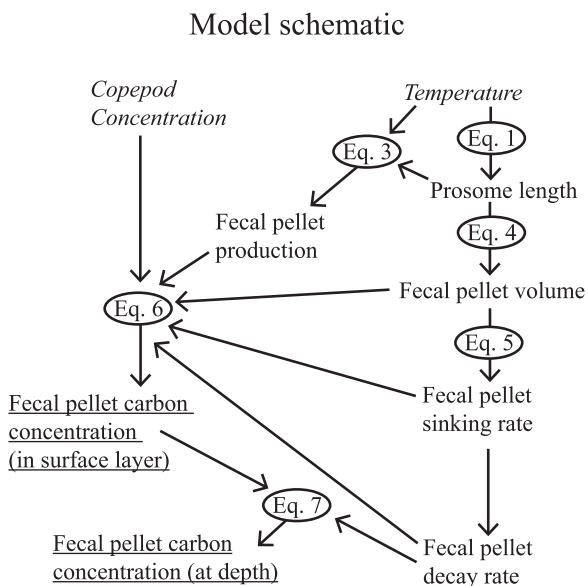 Model schematic
Copepod
Concentration
Temperature
Eq. 1
Eq. 3
Prosome length
Eq. 4
Fecal pellet
production
Fecal pellet volume
Eq. 6
Eq. 5
Fecal pellet
sinking rate
Fecal pellet carbon
concentration
(in surface layer)
Eq. 7
Fecal pellet carbon
concentration (at depth)
Fecal pellet
decay rate